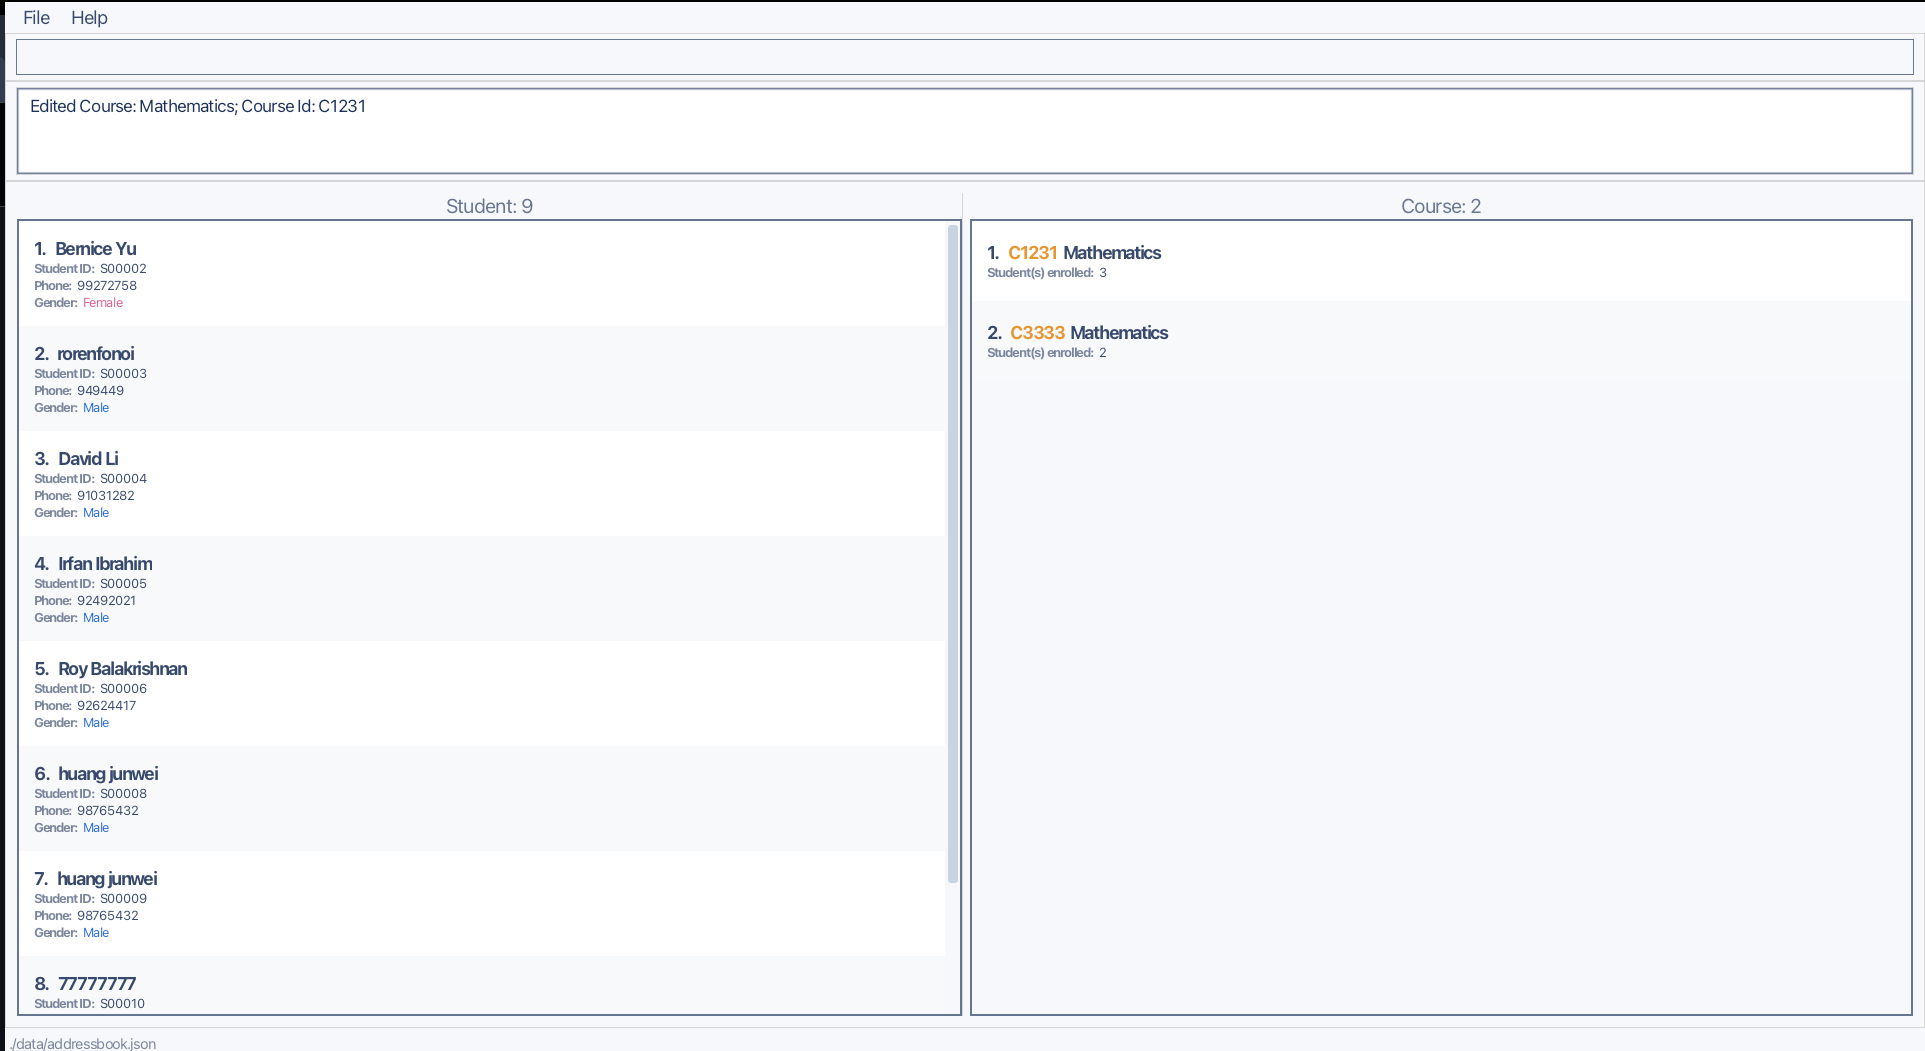 File Help
Edited Course: Mathematics; Course Id: C1231
Student: 9
1. Bernice Yu
Student ID: S00002
Phone: 99272758
Gender: Female
2. rorenfonoi
Student ID: S00003
Phone: 949449
Gender: Male
3. David Li
Student ID: S00004
Phone: 91031282
Gender: Male
4. Irfan Ibrahim
Student ID: S00005
Phone: 92492021
Gender: Male
5. Roy Balakrishnan
Student ID: S00006
Phone: 92624417
Gender: Male
6. huang junwei
Student ID: S00008
Phone: 98765432
Gender: Male
7. huang junwei
Student ID: S00009
Phone: 98765432
Gender: Male
8. 77777777
Student ID: S00010
Course: 2
1. C1231 Mathematics
Student(s) enrolled: 3
2. C3333 Mathematics
Student(s) enrolled: 2
./data/addressbook.json